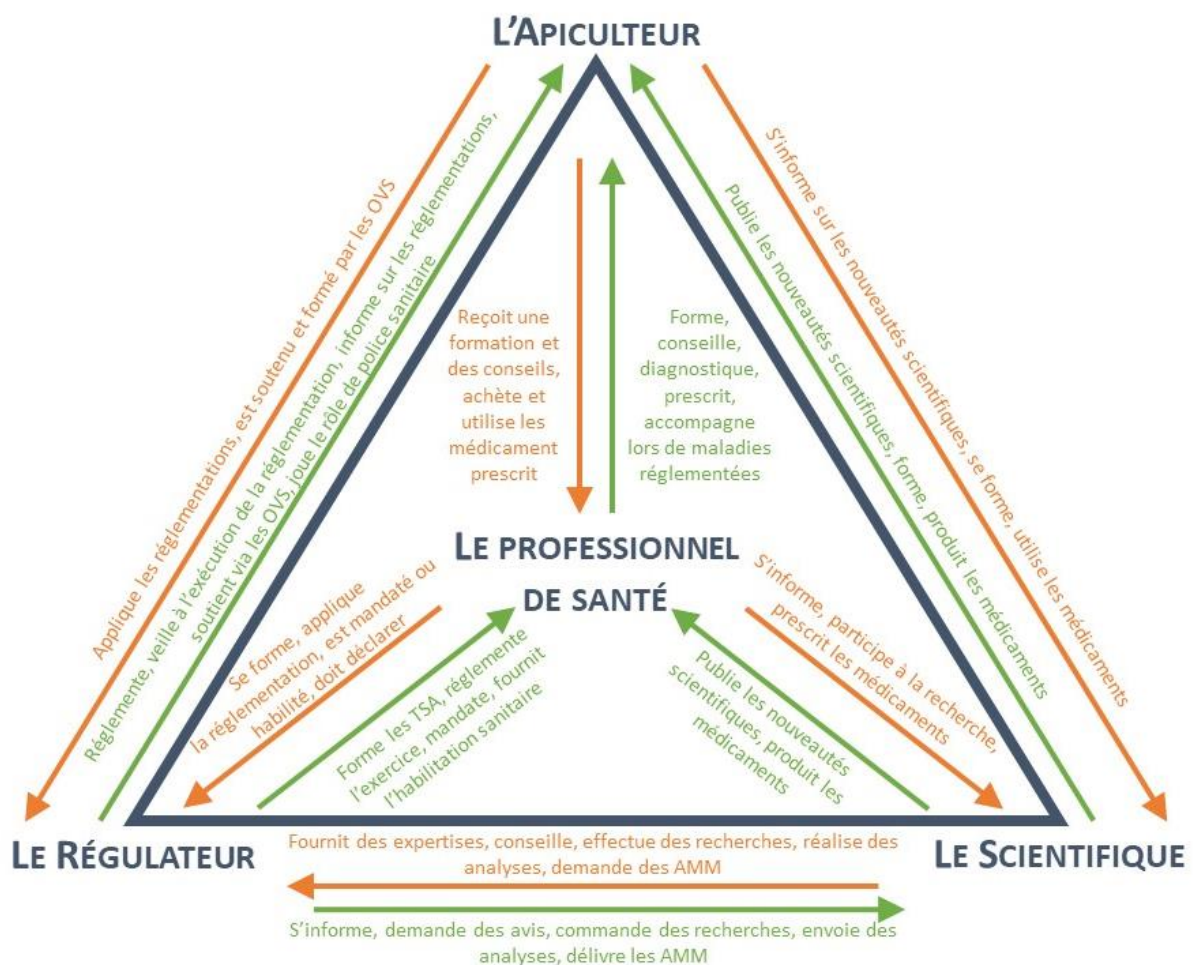 L'APICULTEUR
Applique les réglementations, est soutenu et formé par les OVS
Réglemente, veille à l'exécution de la réglementation, informe sur les réglementations,
soutient via les OVS, joue le rôle de police sanitaire
Reçoit une
formation et
des conseils,
achète et
utilise les
médicament
prescrit
Forme,
conseille,
diagnostique,
prescrit,
accompagne
lors de maladies
réglementées
Publie les nouveautés scientifiques, forme, produit les médicaments
S'informe sur les nouveautés scientifiques, se forme, utilise les médicaments
LE PROFESSIONNEL
DE SANTÉ
Se forme, applique
la réglementation, est mandaté ou
habilité, doit déclarer
Forme les TSA, réglemente
l'exercice, mandate, fournit
l'habilitation sanitaire
Publie les nouveautés
scientifiques, produit les
médicaments
S'informe, participe à la recherche,
prescrit les médicaments
LE RÉGULATEUR
LE SCIENTIFIQUE
Fournit des expertises, conseille, effectue des recherches, réalise des
analyses, demande des AMM
S'informe, demande des avis, commande des recherches, envoie des
analyses, délivre les AMM